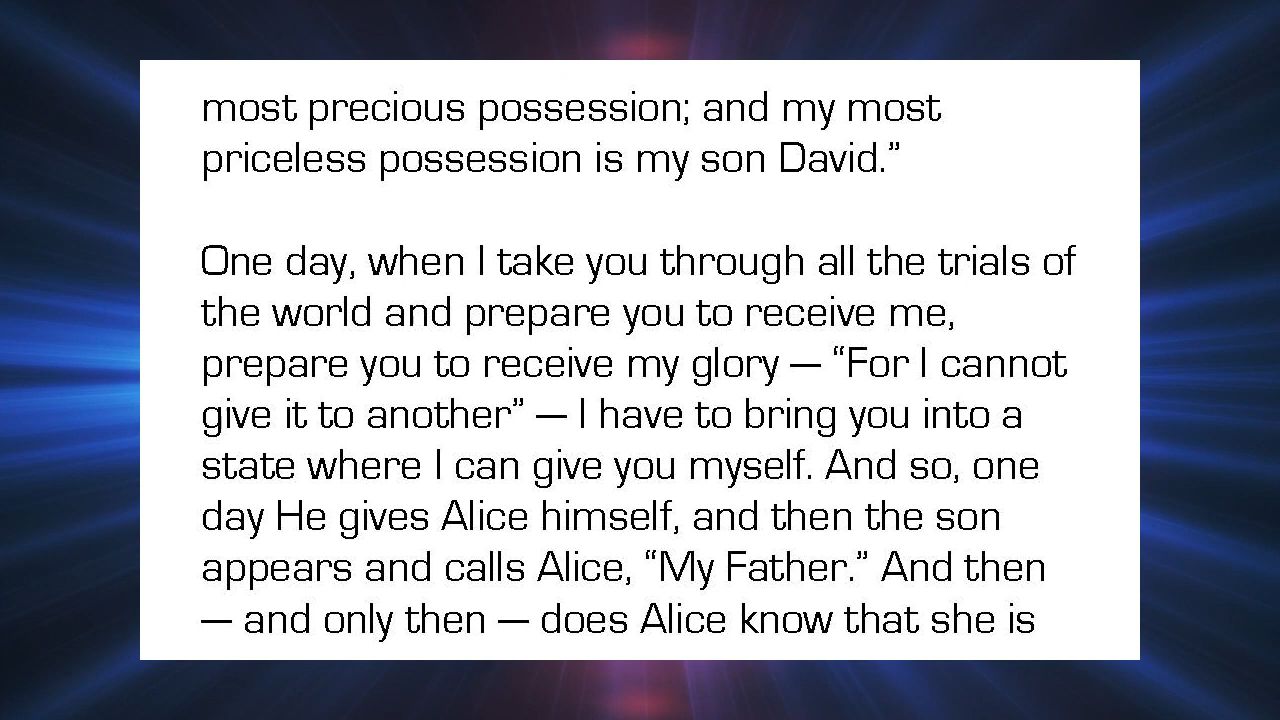 most precious possession; and my most
priceless possession is my son David.”
One day, when I take you through all the trials of
the world and prepare you to receive me,
prepare you to receive my glory — “For I cannot
give it to another” — I have to bring you into a
state where I can give you myself. And so, one
day He gives Alice himself, and then the son
appears and calls Alice, “My Father.” And then
— and only then — does Alice know that she is